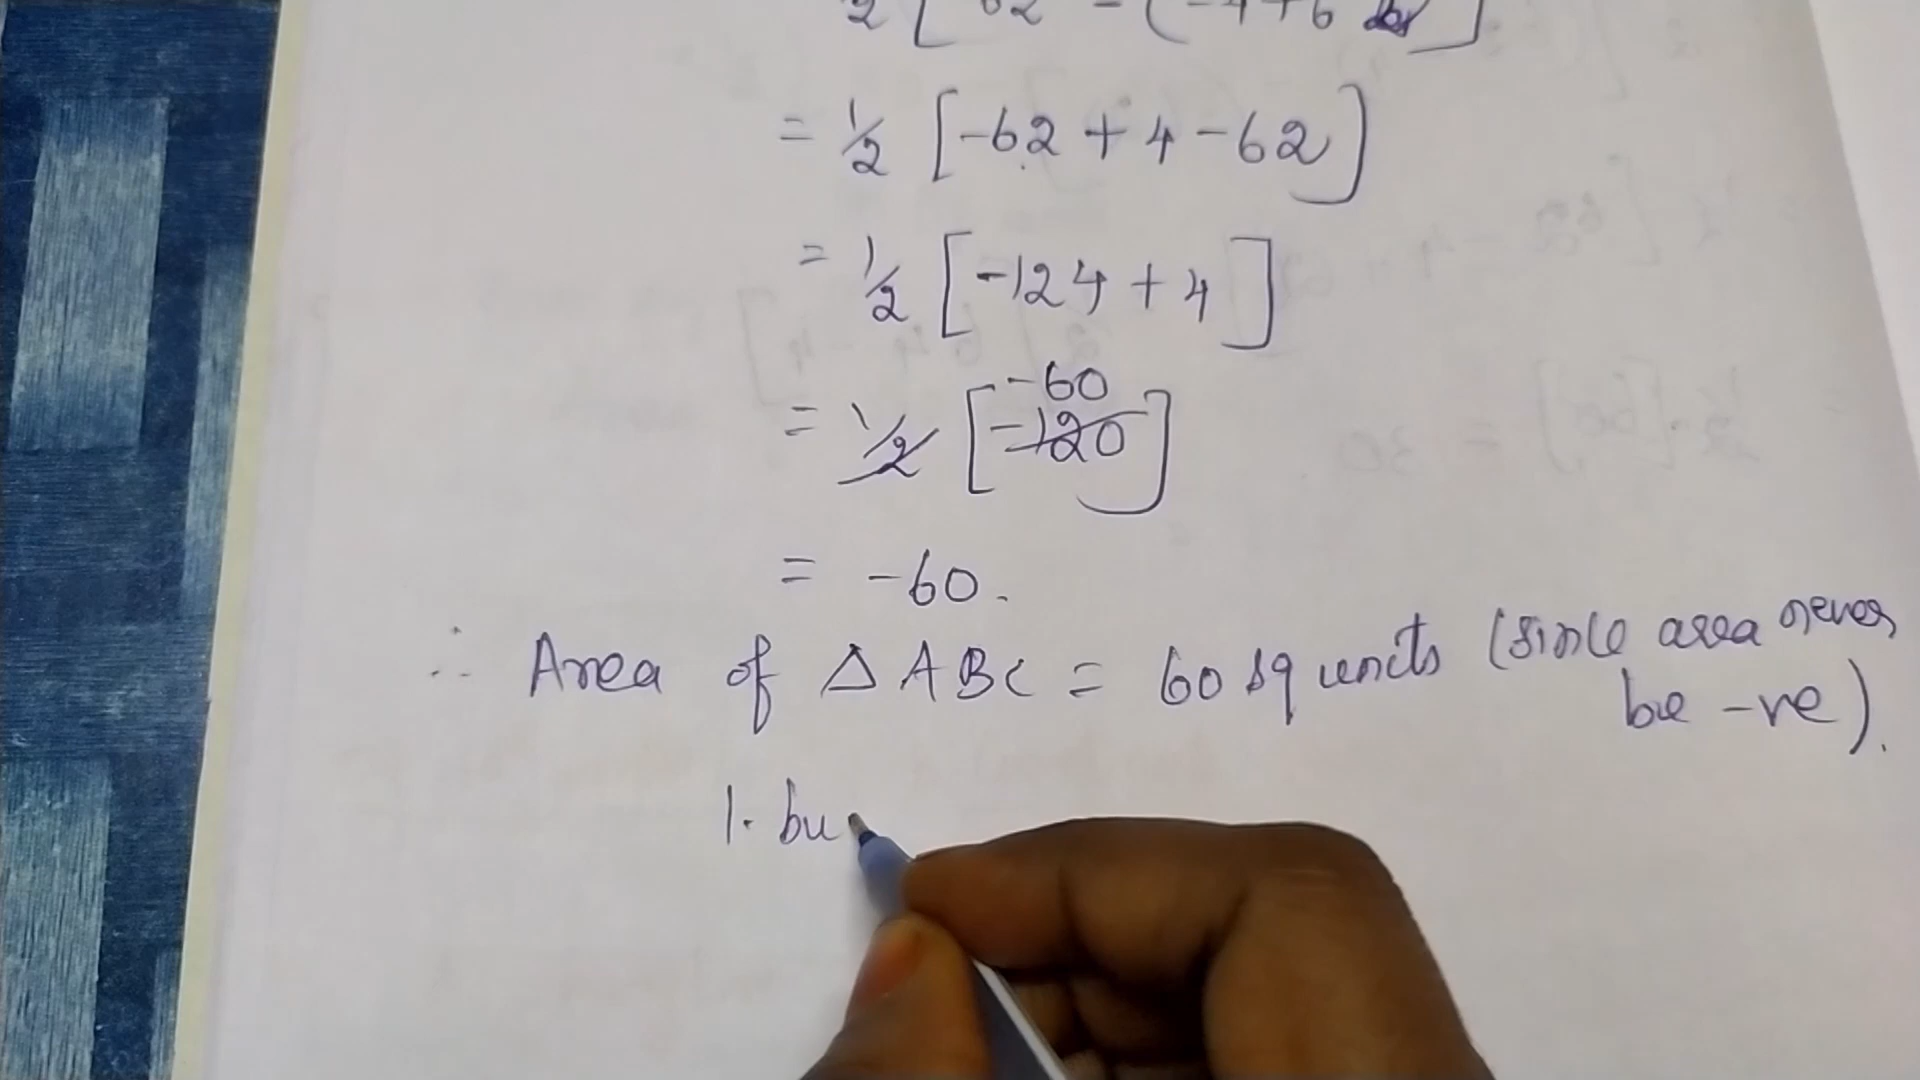 = 1/2 [-62 + 4 - 62]
= 1/2 [-124 + 4]
-60
= 1/2 [-120]
= -60.
∴ Area of △ ABC = 60 sq units (since area never
be -ve).
1. bu